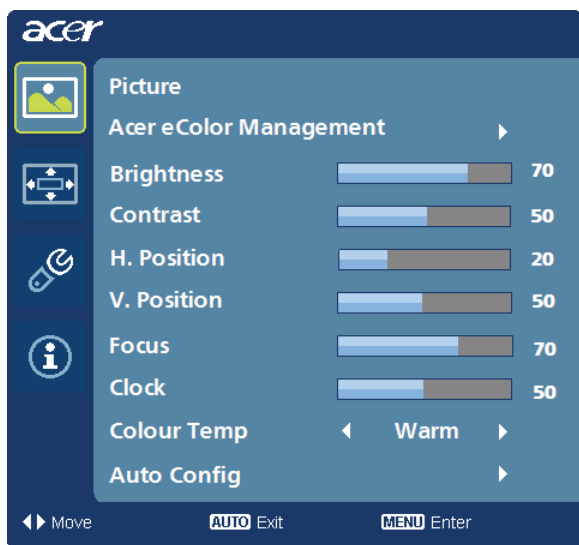 acer
Picture
Acer eColor Management
Brightness 70
Contrast 50
H. Position 20
V. Position 50
Focus 70
Clock 50
Colour Temp Warm
Auto Config
Move AUTO Exit MENU Enter